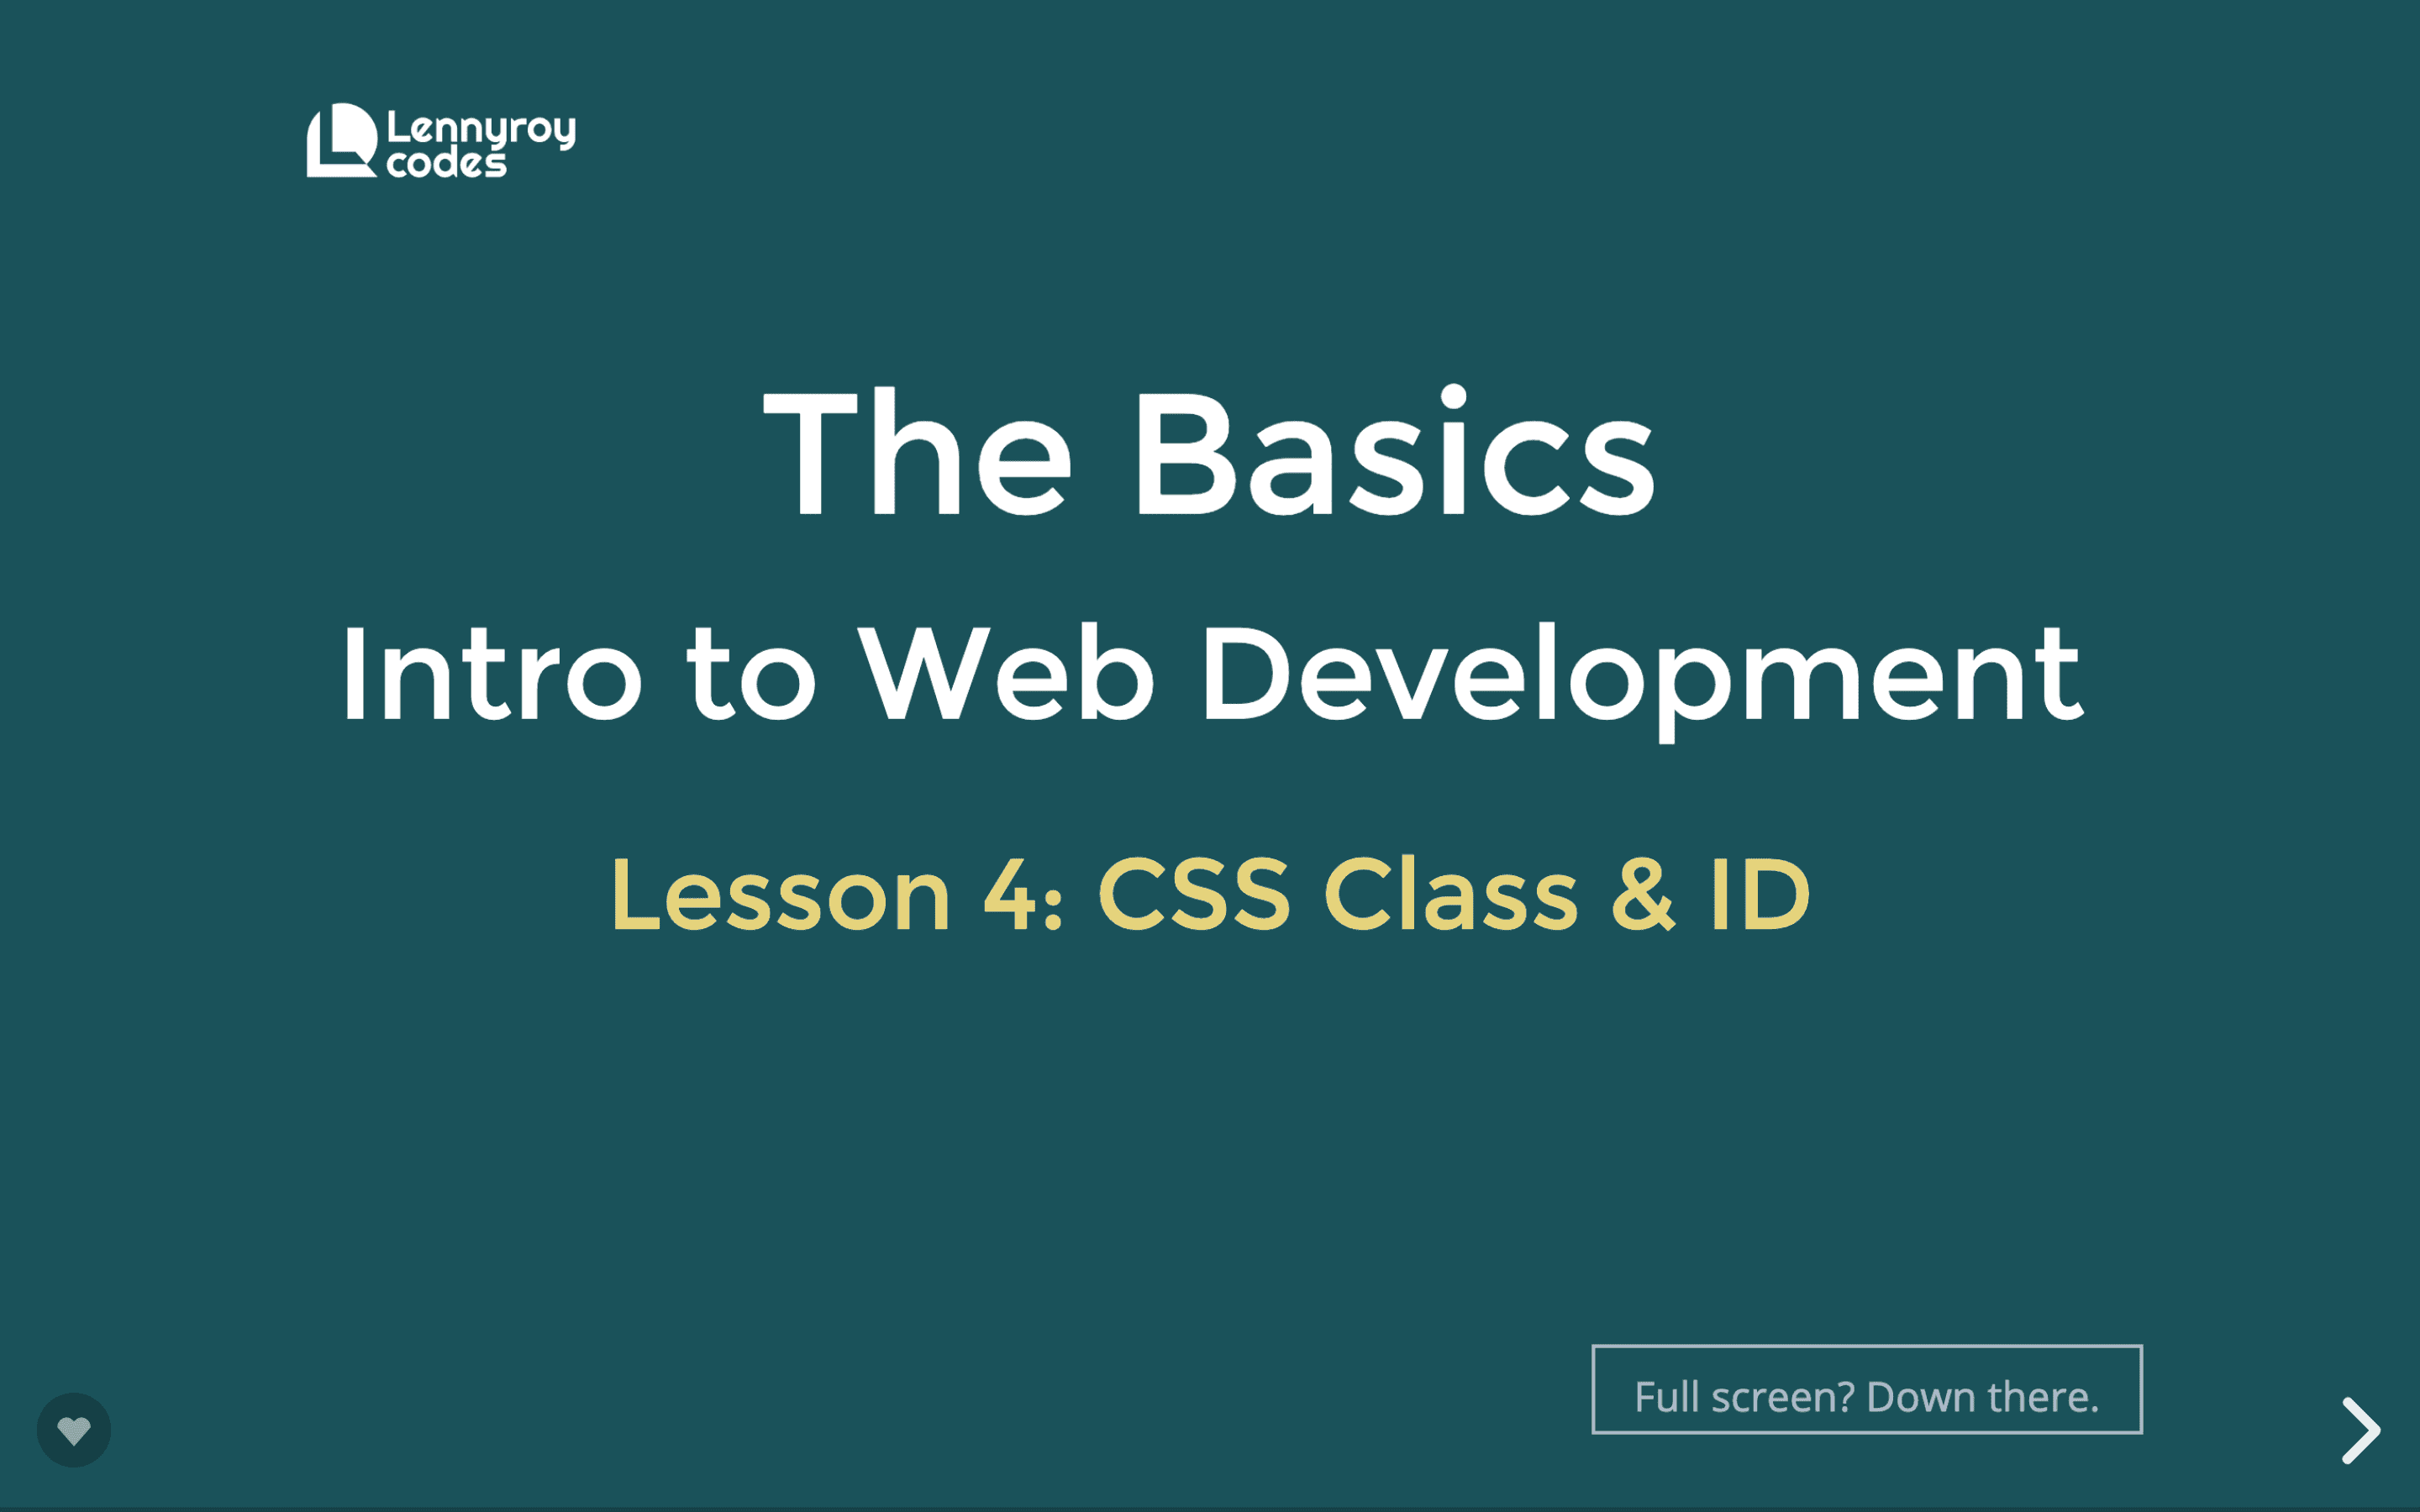 Lennyroy
codes
The Basics
Intro to Web Development
Lesson 4: CSS Class & ID
Full screen? Down there.